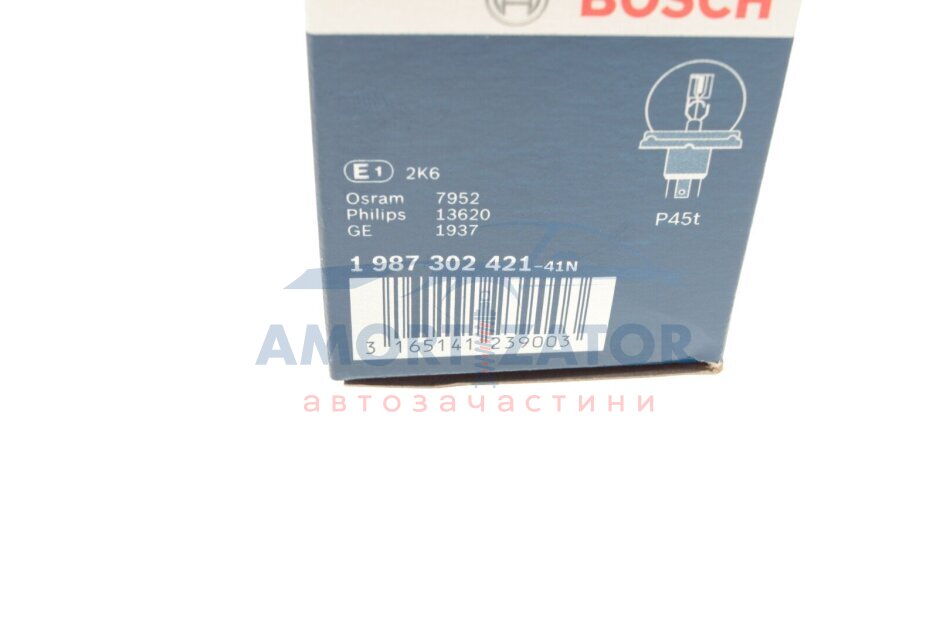 BOSCH
E1 2K6
Osram 7952
Philips 13620
GE 1937
P45t
1 987 302 421-41N
3 165141 239003
AMORTIZATOR
автозачастини